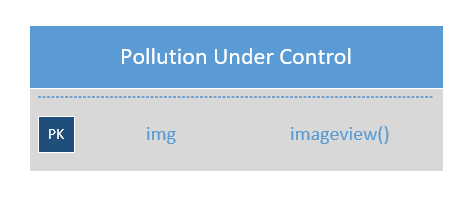 Pollution Under Control
PK img imageview()